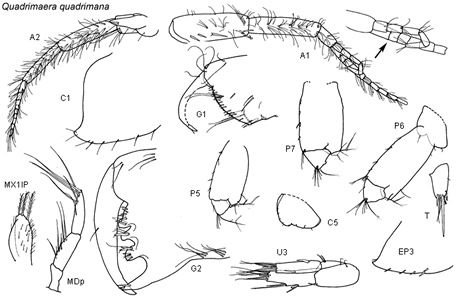 Quadrimaera quadrimana
A2
A1
C1
G1
P7
P6
MX1IP
P5
C5
T
MDp
G2
U3
EP3